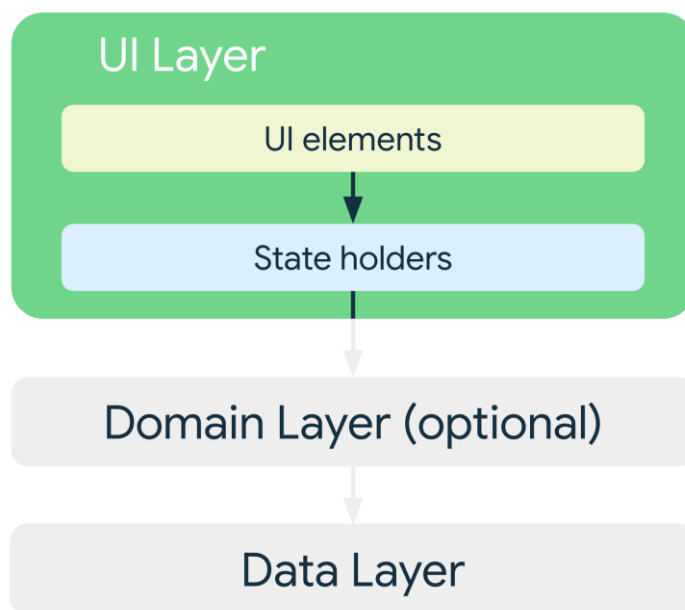 UI Layer
UI elements
State holders
Domain Layer (optional)
Data Layer